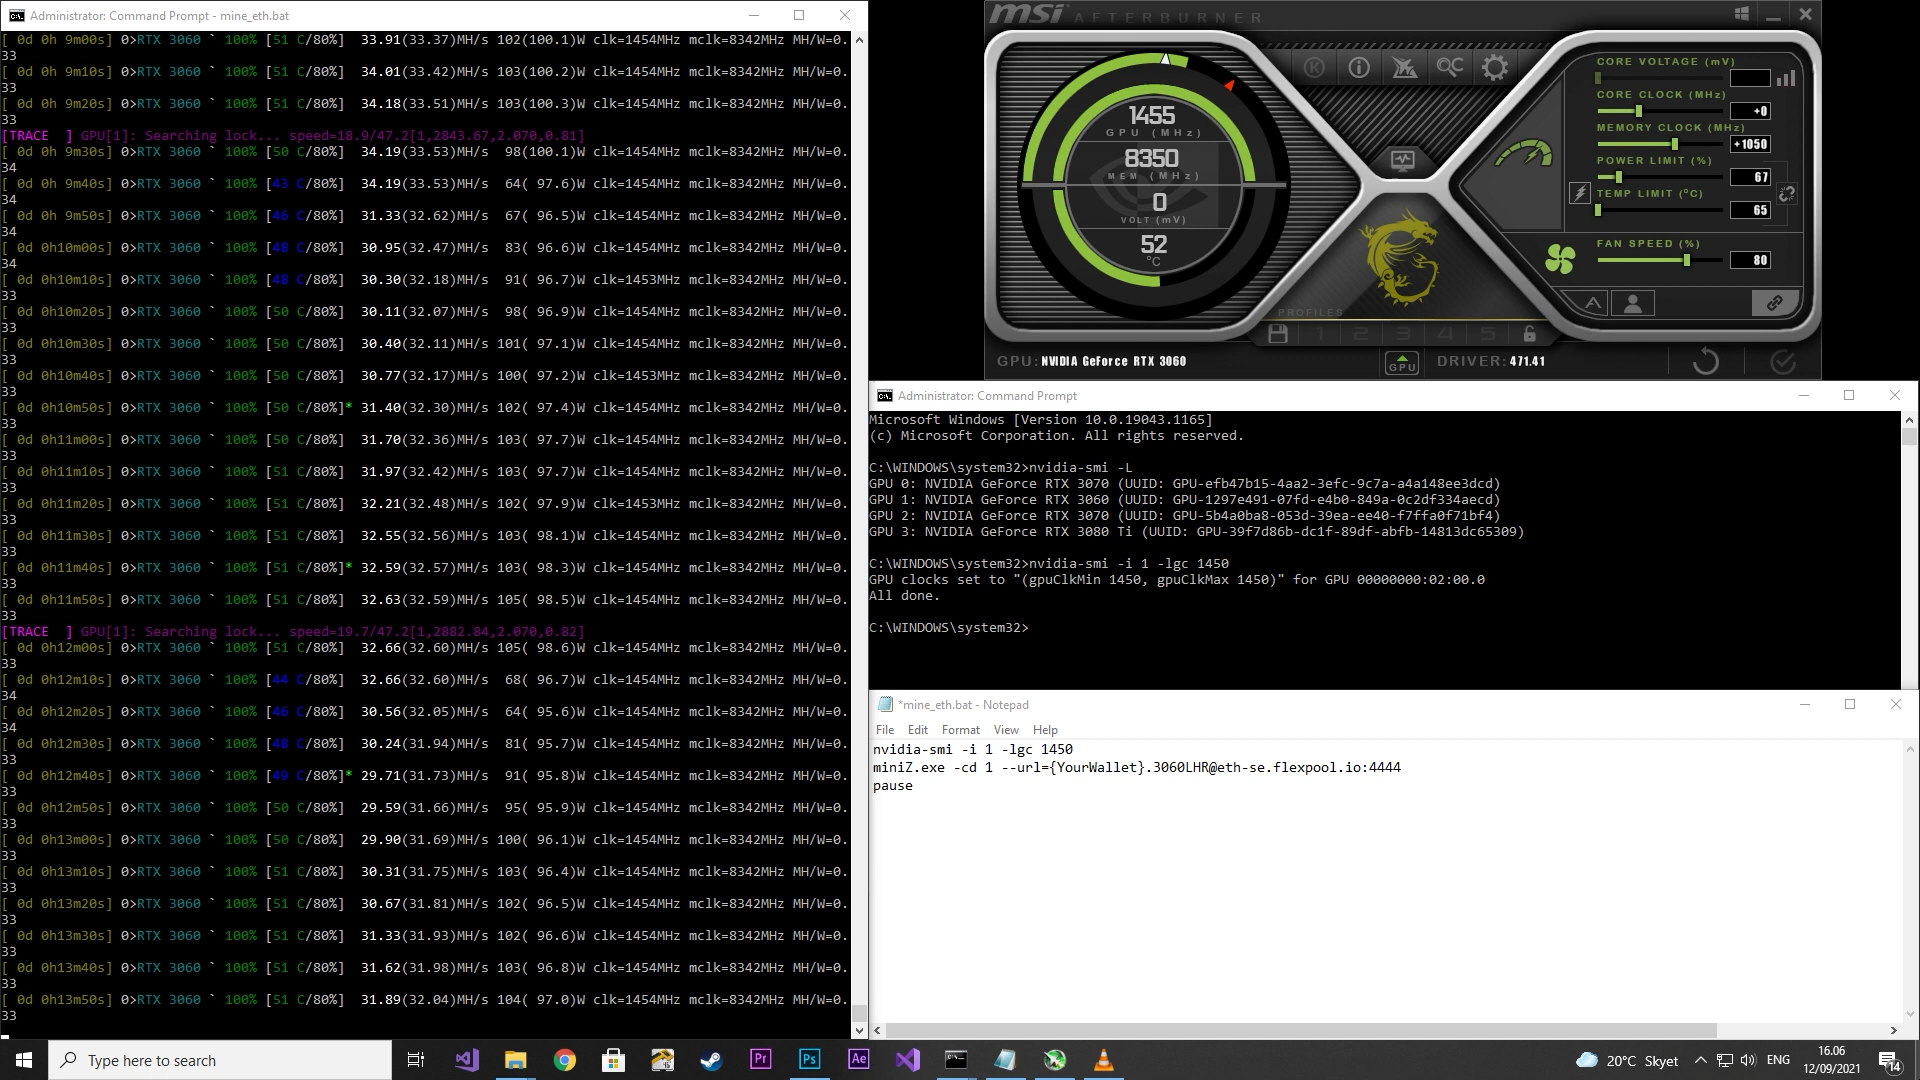 Administrator: Command Prompt - mine_eth.bat
[ 0d 0h 9m00s] 0>RTX 3060 ` 100% [51 C/80%]  33.91(33.37)MH/s 102(100.1)W clk=1454MHz mclk=8342MHz MH/W=0.
33
[ 0d 0h 9m10s] 0>RTX 3060 ` 100% [51 C/80%]  34.01(33.42)MH/s 103(100.2)W clk=1454MHz mclk=8342MHz MH/W=0.
33
[ 0d 0h 9m20s] 0>RTX 3060 ` 100% [51 C/80%]  34.18(33.51)MH/s 103(100.3)W clk=1454MHz mclk=8342MHz MH/W=0.
33
[TRACE  ] GPU[1]: Searching lock... speed=18.9/47.2[1,2843.67,2.070,0.81]
[ 0d 0h 9m30s] 0>RTX 3060 ` 100% [50 C/80%]  34.19(33.53)MH/s  98(100.1)W clk=1454MHz mclk=8342MHz MH/W=0.
34
[ 0d 0h 9m40s] 0>RTX 3060 ` 100% [43 C/80%]  34.19(33.53)MH/s  64( 97.6)W clk=1454MHz mclk=8342MHz MH/W=0.
34
[ 0d 0h 9m50s] 0>RTX 3060 ` 100% [46 C/80%]  31.33(32.62)MH/s  67( 96.5)W clk=1454MHz mclk=8342MHz MH/W=0.
34
[ 0d 0h10m00s] 0>RTX 3060 ` 100% [48 C/80%]  30.95(32.47)MH/s  83( 96.6)W clk=1454MHz mclk=8342MHz MH/W=0.
34
[ 0d 0h10m10s] 0>RTX 3060 ` 100% [48 C/80%]  30.30(32.18)MH/s  91( 96.7)W clk=1453MHz mclk=8342MHz MH/W=0.
33
[ 0d 0h10m20s] 0>RTX 3060 ` 100% [50 C/80%]  30.11(32.07)MH/s  98( 96.9)W clk=1454MHz mclk=8342MHz MH/W=0.
33
[ 0d 0h10m30s] 0>RTX 3060 ` 100% [50 C/80%]  30.40(32.11)MH/s 101( 97.1)W clk=1454MHz mclk=8342MHz MH/W=0.
33
[ 0d 0h10m40s] 0>RTX 3060 ` 100% [50 C/80%]  30.77(32.17)MH/s 100( 97.2)W clk=1453MHz mclk=8342MHz MH/W=0.
33
[ 0d 0h10m50s] 0>RTX 3060 ` 100% [50 C/80%]* 31.40(32.30)MH/s 102( 97.4)W clk=1454MHz mclk=8342MHz MH/W=0.
33
[ 0d 0h11m00s] 0>RTX 3060 ` 100% [50 C/80%]  31.70(32.36)MH/s 103( 97.7)W clk=1454MHz mclk=8342MHz MH/W=0.
33
[ 0d 0h11m10s] 0>RTX 3060 ` 100% [51 C/80%]  31.97(32.42)MH/s 103( 97.7)W clk=1454MHz mclk=8342MHz MH/W=0.
33
[ 0d 0h11m20s] 0>RTX 3060 ` 100% [51 C/80%]  32.21(32.48)MH/s 102( 97.9)W clk=1454MHz mclk=8342MHz MH/W=0.
33
[ 0d 0h11m30s] 0>RTX 3060 ` 100% [51 C/80%]  32.55(32.56)MH/s 103( 98.1)W clk=1454MHz mclk=8342MHz MH/W=0.
33
[ 0d 0h11m40s] 0>RTX 3060 ` 100% [51 C/80%]* 32.59(32.57)MH/s 103( 98.3)W clk=1454MHz mclk=8342MHz MH/W=0.
33
[ 0d 0h11m50s] 0>RTX 3060 ` 100% [51 C/80%]  32.63(32.59)MH/s 105( 98.5)W clk=1454MHz mclk=8342MHz MH/W=0.
33
[TRACE  ] GPU[1]: Searching lock... speed=19.7/47.2[1,2882.84,2.070,0.82]
[ 0d 0h12m00s] 0>RTX 3060 ` 100% [51 C/80%]  32.66(32.60)MH/s 105( 98.6)W clk=1454MHz mclk=8342MHz MH/W=0.
33
[ 0d 0h12m10s] 0>RTX 3060 ` 100% [44 C/80%]  32.66(32.60)MH/s  68( 96.7)W clk=1454MHz mclk=8342MHz MH/W=0.
34
[ 0d 0h12m20s] 0>RTX 3060 ` 100% [46 C/80%]  30.56(32.05)MH/s  64( 95.6)W clk=1454MHz mclk=8342MHz MH/W=0.
34
[ 0d 0h12m30s] 0>RTX 3060 ` 100% [48 C/80%]  30.24(31.94)MH/s  81( 95.7)W clk=1454MHz mclk=8342MHz MH/W=0.
33
[ 0d 0h12m40s] 0>RTX 3060 ` 100% [49 C/80%]* 29.71(31.73)MH/s  91( 95.8)W clk=1454MHz mclk=8342MHz MH/W=0.
33
[ 0d 0h12m50s] 0>RTX 3060 ` 100% [50 C/80%]  29.59(31.66)MH/s  95( 95.9)W clk=1454MHz mclk=8342MHz MH/W=0.
33
[ 0d 0h13m00s] 0>RTX 3060 ` 100% [50 C/80%]  29.90(31.69)MH/s 100( 96.1)W clk=1454MHz mclk=8342MHz MH/W=0.
33
[ 0d 0h13m10s] 0>RTX 3060 ` 100% [51 C/80%]  30.31(31.75)MH/s 103( 96.4)W clk=1454MHz mclk=8342MHz MH/W=0.
33
[ 0d 0h13m20s] 0>RTX 3060 ` 100% [51 C/80%]  30.67(31.81)MH/s 102( 96.5)W clk=1454MHz mclk=8342MHz MH/W=0.
33
[ 0d 0h13m30s] 0>RTX 3060 ` 100% [51 C/80%]  31.33(31.93)MH/s 102( 96.6)W clk=1454MHz mclk=8342MHz MH/W=0.
33
[ 0d 0h13m40s] 0>RTX 3060 ` 100% [51 C/80%]  31.62(31.98)MH/s 103( 96.8)W clk=1454MHz mclk=8342MHz MH/W=0.
33
[ 0d 0h13m50s] 0>RTX 3060 ` 100% [51 C/80%]  31.89(32.04)MH/s 104( 97.0)W clk=1454MHz mclk=8342MHz MH/W=0.
33
msi AFTERBURNER
K i OC
1455
GPU (MHz)
8350
MEM (MHz)
0
VOLT (mV)
52
°C
CORE VOLTAGE (mV)
CORE CLOCK (MHz)
+0
MEMORY CLOCK (MHz)
+1050
POWER LIMIT (%)
67
TEMP LIMIT (°C)
65
FAN SPEED (%)
80
A
PROFILES
1 2 3 4 5
GPU: NVIDIA GeForce RTX 3060
GPU
DRIVER: 471.41
Administrator: Command Prompt
Microsoft Windows [Version 10.0.19043.1165]
(c) Microsoft Corporation. All rights reserved.
C:\WINDOWS\system32>nvidia-smi -L
GPU 0: NVIDIA GeForce RTX 3070 (UUID: GPU-efb47b15-4aa2-3efc-9c7a-a4a148ee3dcd)
GPU 1: NVIDIA GeForce RTX 3060 (UUID: GPU-1297e491-07fd-e4b0-849a-0c2df334aecd)
GPU 2: NVIDIA GeForce RTX 3070 (UUID: GPU-5b4a0ba8-053d-39ea-ee40-f7ffa0f71bf4)
GPU 3: NVIDIA GeForce RTX 3080 Ti (UUID: GPU-39f7d86b-dc1f-89df-abfb-14813dc65309)
C:\WINDOWS\system32>nvidia-smi -i 1 -lgc 1450
GPU clocks set to "(gpuClkMin 1450, gpuClkMax 1450)" for GPU 00000000:02:00.0
All done.
C:\WINDOWS\system32>
*mine_eth.bat - Notepad
File Edit Format View Help
nvidia-smi -i 1 -lgc 1450
miniZ.exe -cd 1 --url={YourWallet}.3060LHR@eth-se.flexpool.io:4444
pause
Type here to search
Pr
Ps
Ae
20°C Skyet
ENG
16.06
12/09/2021
14